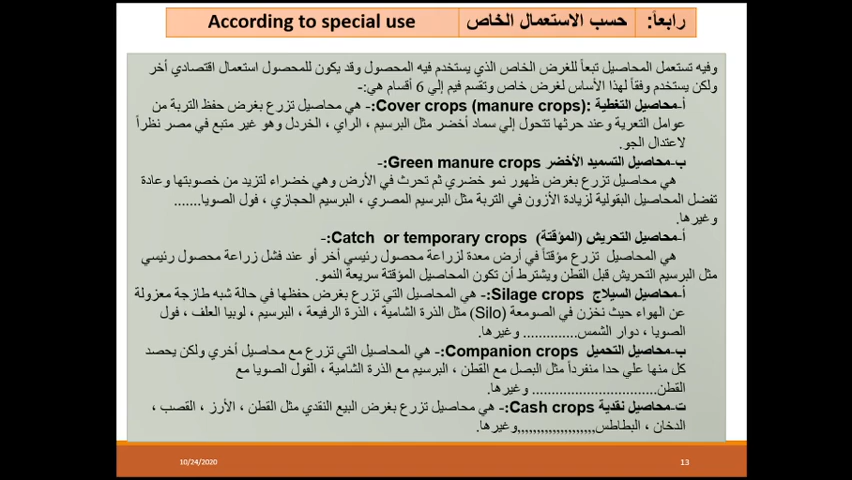 رابعاً: حسب الاستعمال الخاص According to special use
وفيه تستعمل المحاصيل تبعاً للغرض الخاص الذي يستخدم فيه المحصول وقد يكون للمحصول استعمال اقتصادي أخر
ولكن يستخدم وفقاً لهذا الأساس لغرض خاص وتقسم فيم إلي 6 أقسام هي:-
أ-محاصيل التغطية Cover crops (manure crops):- هي محاصيل تزرع بغرض حفظ التربة من
عوامل التعرية وعند حرثها تتحول إلي سماد أخضر مثل البرسيم ، الراي ، الخردل وهو غير متبع في مصر نظراً
لاعتدال الجو.
ب-محاصيل التسميد الأخضر Green manure crops:-
هي محاصيل تزرع بغرض ظهور نمو خضري ثم تحرث في الأرض وهي خضراء لتزيد من خصوبتها وعادة
تفضل المحاصيل البقولية لزيادة الأزون في التربة مثل البرسيم المصري ، البرسيم الحجازي ، فول الصويا.......
وغيرها.
أ-محاصيل التحريش (المؤقتة) Catch or temporary crops:-
هي المحاصيل تزرع مؤقتاً في أرض معدة لزراعة محصول رئيسي أخر أو عند فشل زراعة محصول رئيسي
مثل البرسيم التحريش قبل القطن ويشترط أن تكون المحاصيل المؤقتة سريعة النمو.
أ-محاصيل السيلاج Silage crops:- هي المحاصيل التي تزرع بغرض حفظها في حالة شبه طازجة معزولة
عن الهواء حيث نخزن في الصومعة (Silo) مثل الذرة الشامية ، الذرة الرفيعة ، البرسيم ، لوبيا العلف ، فول
الصويا ، دوار الشمس.............. وغيرها.
ب-محاصيل التحميل Companion crops:- هي المحاصيل التي تزرع مع محاصيل أخري ولكن يحصد
كل منها علي حدا منفرداً مثل البصل مع القطن ، البرسيم مع الذرة الشامية ، الفول الصويا مع
القطن................................ وغيرها.
ت-محاصيل نقدية Cash crops:- هي محاصيل تزرع بغرض البيع النقدي مثل القطن ، الأرز ، القصب ،
الدخان ، البطاطس,,,,,,,,,,,,,,,,,,,,وغيرها.
10/24/2020
13